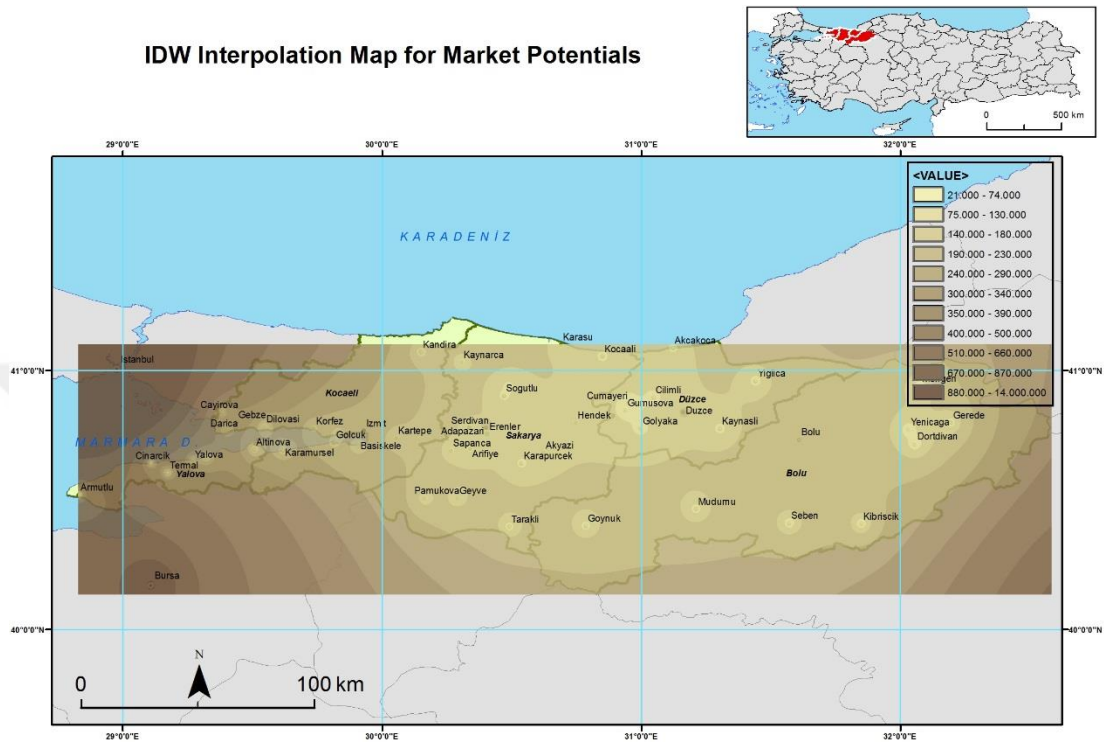 IDW Interpolation Map for Market Potentials
0 500 km
29°0'0"E 30°0'0"E 31°0'0"E 32°0'0"E
<VALUE>
21.000 - 74.000
75.000 - 130.000
140.000 - 180.000
190.000 - 230.000
240.000 - 290.000
300.000 - 340.000
350.000 - 390.000
400.000 - 500.000
510.000 - 660.000
670.000 - 870.000
880.000 - 14.000.000
KARADENİZ
Kandira
Karasu
Kaynarca
Kocaali
Akcakoca
Istanbul
41°0'0"N
41°0'0"N
Yigilca
Kocaeli
Sogutlu
Cumayeri
Cilimli
Gumusova
Düzce
Duzce
Hendek
Golyaka
Kaynasli
Cayirova
Darica
Gebze
Dilovasi
Korfez
Izmit
Golcuk
Kartepe
Basiskele
Serdivan
Adapazari
Erenler
Sakarya
Sapanca
Arifiye
Akyazi
Karapurcek
Bolu
Gerede
Yenicaga
Dortdivan
MARMARA D
Altinova
Karamursel
Cinarcik
Yalova
Termal
Yalova
Armutlu
Pamukova
Geyve
Tarakli
Goynuk
Mudurnu
Bolu
Seben
Kibriscik
Bursa
40°0'0"N
40°0'0"N
N
0 100 km
29°0'0"E 30°0'0"E 31°0'0"E 32°0'0"E